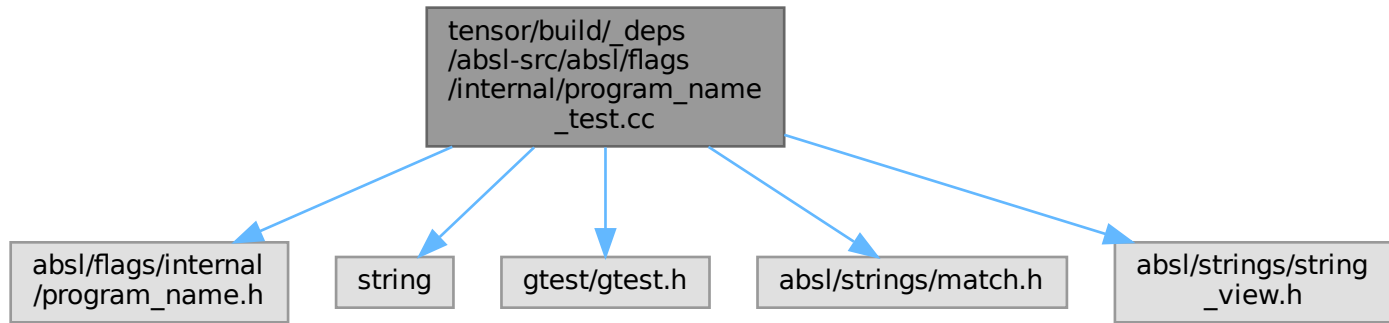 tensor/build/_deps
/absl-src/absl/flags
/internal/program_name
_test.cc
absl/flags/internal
/program_name.h
string
gtest/gtest.h
absl/strings/match.h
absl/strings/string
_view.h